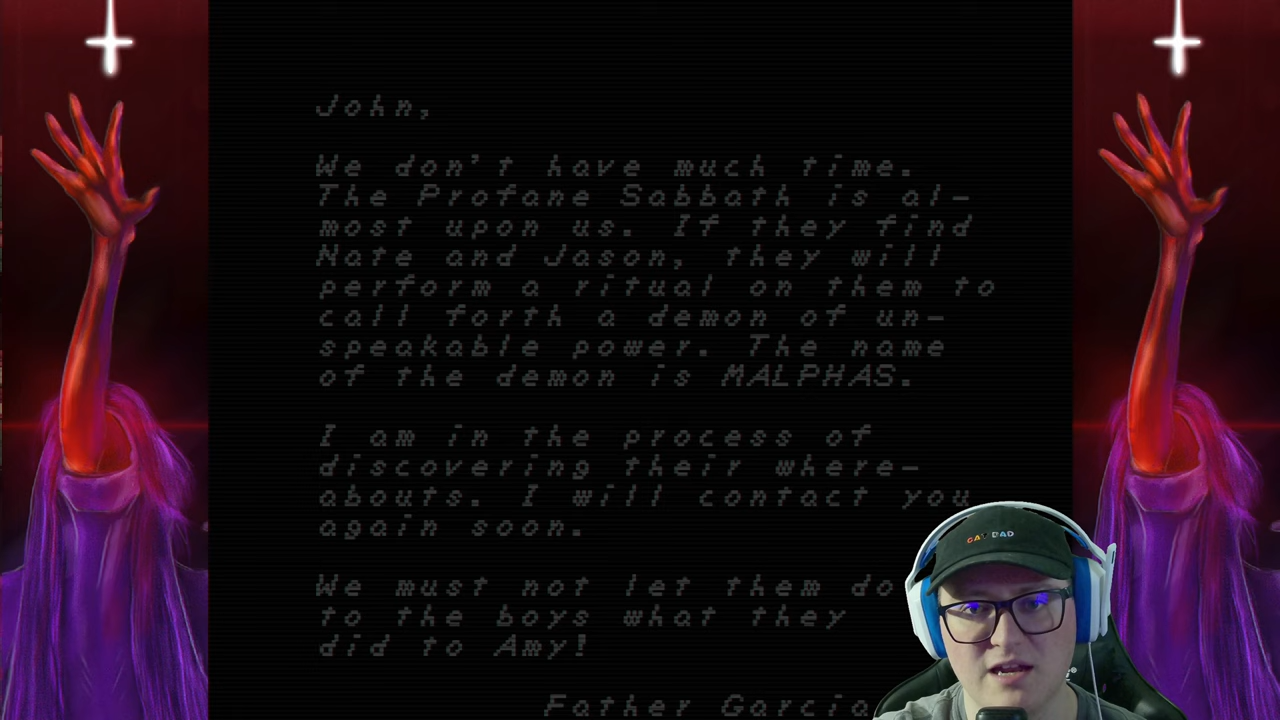 John,
We don't have much time.
The Profane Sabbath is al-
most upon us. If they find
Nate and Jason, they will
perform a ritual on them to
call forth a demon of un-
speakable power. The name
of the demon is MALPHAS.
I am in the process of
discovering their where-
abouts. I will contact you
again soon.
We must not let them do
to the boys what they
did to Amy!
Father Garcia
GAY DAD